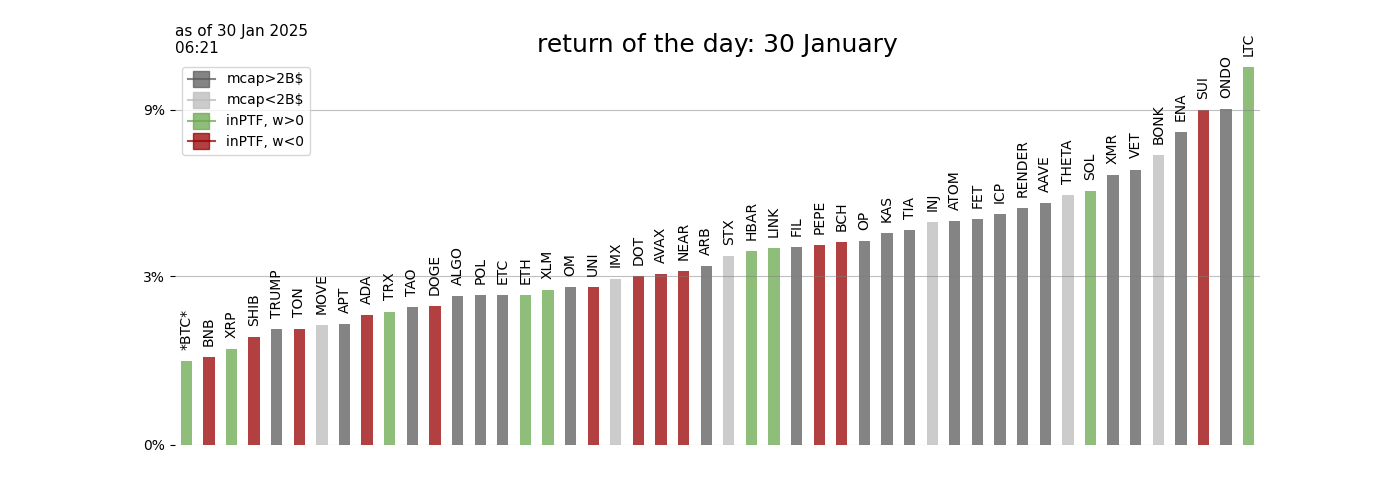 as of 30 Jan 2025
06:21
return of the day: 30 January
mcap>2B$
mcap<2B$
inPTF, w>0
inPTF, w<0
9%
3%
0%
*BTC*
BNB
XRP
SHIB
TRUMP
TON
MOVE
APT
ADA
TRX
TAO
DOGE
ALGO
POL
ETC
ETH
XLM
OM
UNI
IMX
DOT
AVAX
NEAR
ARB
STX
HBAR
LINK
FIL
PEPE
BCH
OP
KAS
TIA
INJ
ATOM
FET
ICP
RENDER
AAVE
THETA
SOL
XMR
VET
BONK
ENA
SUI
ONDO
LTC